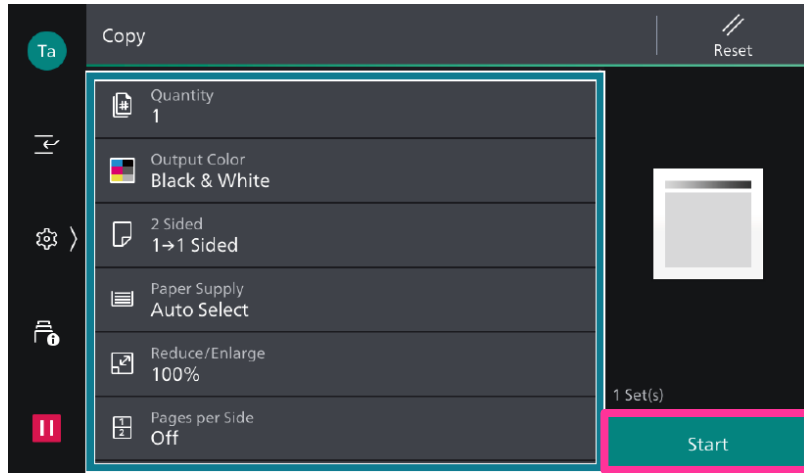 Ta
Copy
Reset
Quantity
1
Output Color
Black & White
2 Sided
1→1 Sided
Paper Supply
Auto Select
Reduce/Enlarge
100%
Pages per Side
Off
1 Set(s)
Start